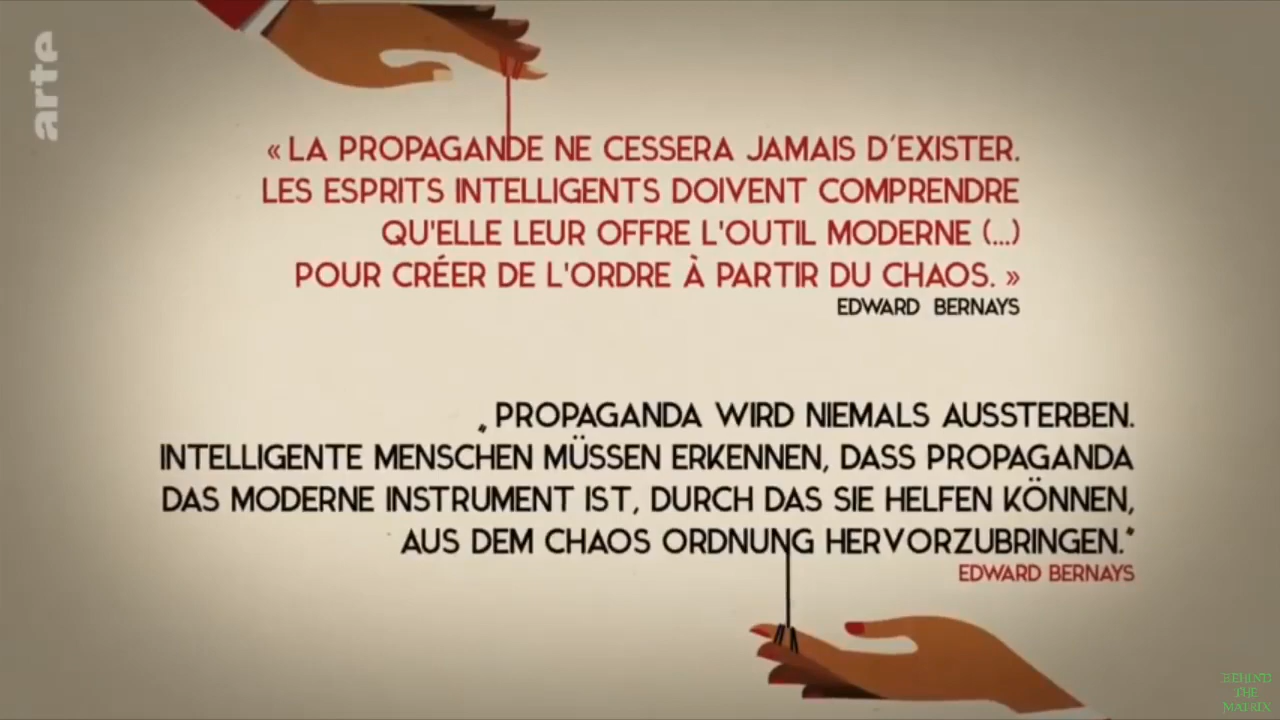 arte
« LA PROPAGANDE NE CESSERA JAMAIS D'EXISTER.
LES ESPRITS INTELLIGENTS DOIVENT COMPRENDRE
QU'ELLE LEUR OFFRE L'OUTIL MODERNE (...)
POUR CRÉER DE L'ORDRE À PARTIR DU CHAOS. »
EDWARD BERNAYS
„PROPAGANDA WIRD NIEMALS AUSSTERBEN.
INTELLIGENTE MENSCHEN MÜSSEN ERKENNEN, DASS PROPAGANDA
DAS MODERNE INSTRUMENT IST, DURCH DAS SIE HELFEN KÖNNEN,
AUS DEM CHAOS ORDNUNG HERVORZUBRINGEN.“
EDWARD BERNAYS
BEHIND
THE
MATRIX